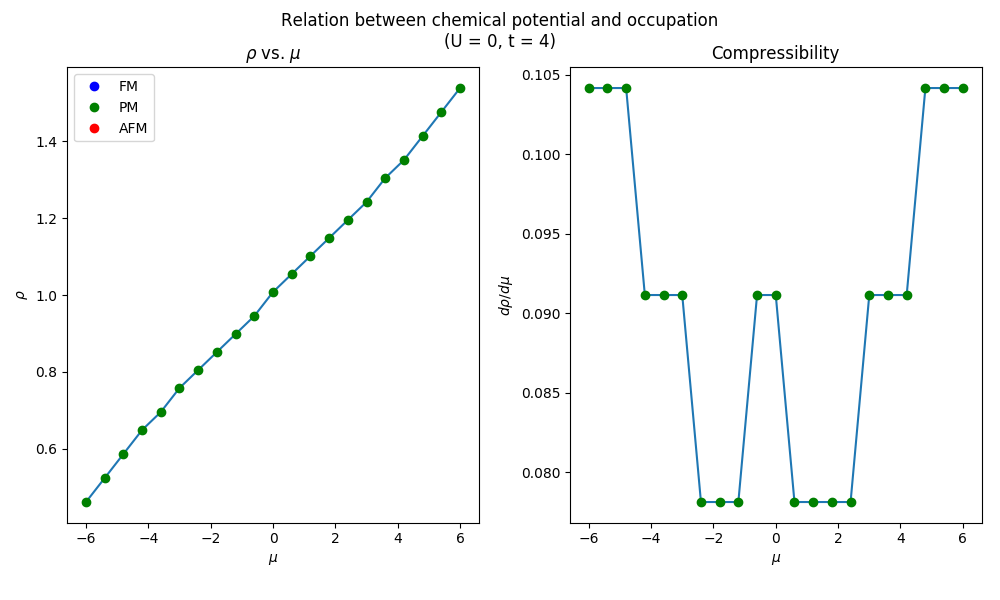 Relation between chemical potential and occupation
(U = 0, t = 4)
ρ vs. μ
FM
PM
AFM
1.4
1.2
1.0
0.8
0.6
ρ
−6
−4
−2
0
2
4
6
μ
Compressibility
0.105
0.100
0.095
0.090
0.085
0.080
dρ/dμ
−6
−4
−2
0
2
4
6
μ